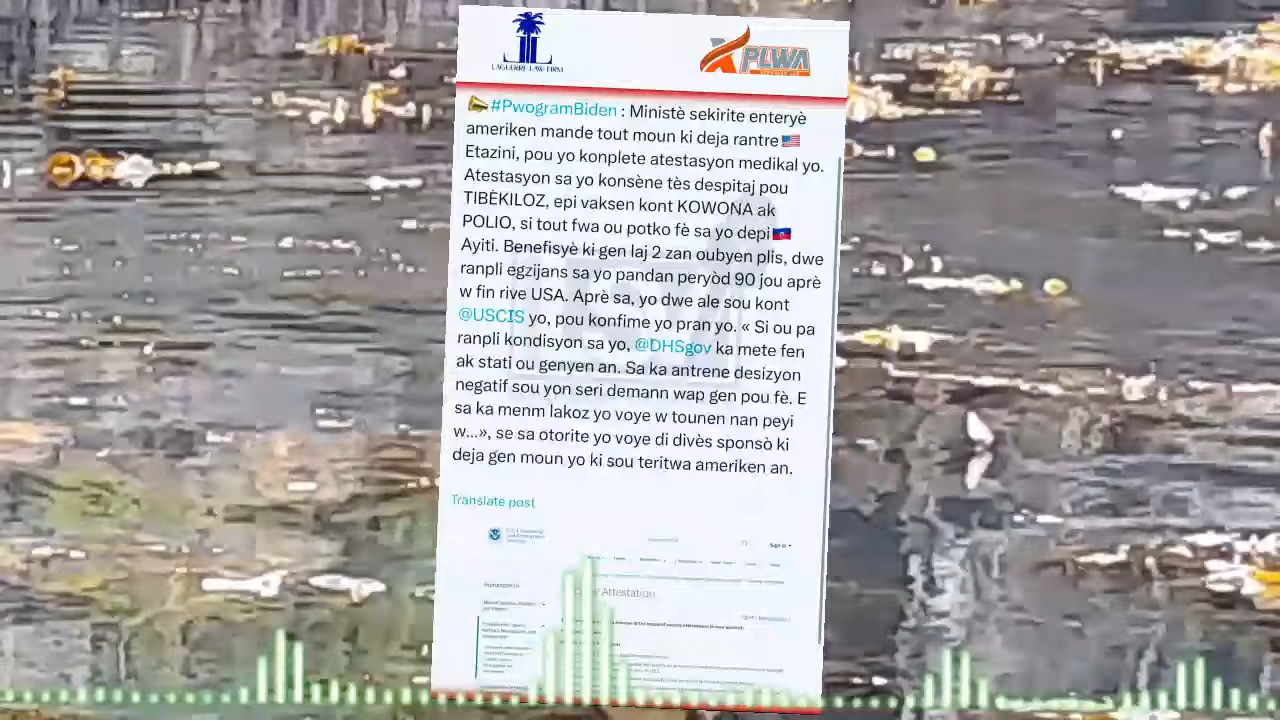 LAGUERRE LAW FIRM
XPLWA
#PwogramBiden : Ministè sekirite enteryè
ameriken mande tout moun ki deja rantre
Etazini, pou yo konplete atestasyon medikal yo.
Atestasyon sa yo konsène tès despitaj pou
TIBÈKILOZ, epi vaksen kont KOWONA ak
POLIO, si tout fwa ou potko fè sa yo depi
Ayiti. Benefisyè ki gen laj 2 zan oubyen plis, dwe
ranpli egzijans sa yo pandan peryòd 90 jou aprè
w fin rive USA. Aprè sa, yo dwe ale sou kont
@USCIS yo, pou konfime yo pran yo. « Si ou pa
ranpli kondisyon sa yo, @DHSgov ka mete fen
ak stati ou genyen an. Sa ka antrene desizyon
negatif sou yon seri demann wap gen pou fè. E
sa ka menm lakoz yo voye w tounen nan peyi
w...», se sa otorite yo voye di divès sponsò ki
deja gen moun yo ki sou teritwa ameriken an.
Translate post
Sign In
Attestation